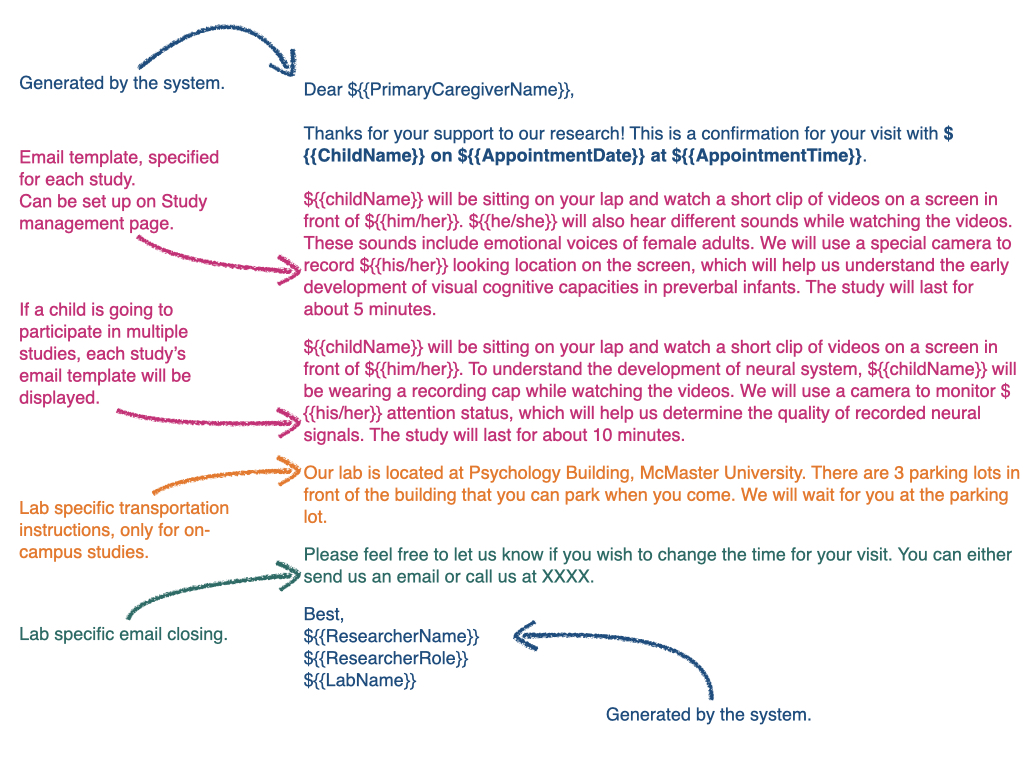 Generated by the system.
Dear ${{PrimaryCaregiverName}},
Thanks for your support to our research! This is a confirmation for your visit with $
{{ChildName}} on ${{AppointmentDate}} at ${{AppointmentTime}}.
Email template, specified
for each study.
Can be set up on Study
management page.
${{childName}} will be sitting on your lap and watch a short clip of videos on a screen in
front of ${{him/her}}. ${{he/she}} will also hear different sounds while watching the videos.
These sounds include emotional voices of female adults. We will use a special camera to
record ${{his/her}} looking location on the screen, which will help us understand the early
development of visual cognitive capacities in preverbal infants. The study will last for
about 5 minutes.
If a child is going to
participate in multiple
studies, each study's
email template will be
displayed.
${{childName}} will be sitting on your lap and watch a short clip of videos on a screen in
front of ${{him/her}}. To understand the development of neural system, ${{childName}} will
be wearing a recording cap while watching the videos. We will use a camera to monitor $
{{his/her}} attention status, which will help us determine the quality of recorded neural
signals. The study will last for about 10 minutes.
Lab specific transportation
instructions, only for on-
campus studies.
Our lab is located at Psychology Building, McMaster University. There are 3 parking lots in
front of the building that you can park when you come. We will wait for you at the parking
lot.
Lab specific email closing.
Please feel free to let us know if you wish to change the time for your visit. You can either
send us an email or call us at XXXX.
Best,
${{ResearcherName}}
${{ResearcherRole}}
${{LabName}}
Generated by the system.